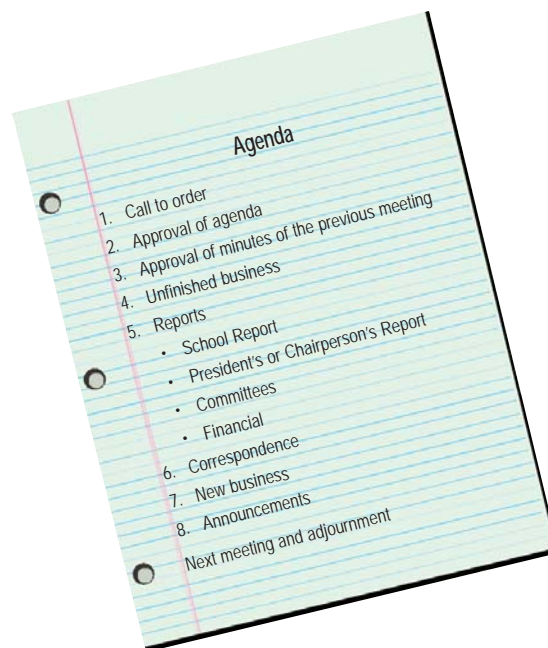 Agenda
1. Call to order
2. Approval of agenda
3. Approval of minutes of the previous meeting
4. Unfinished business
5. Reports
• School Report
• President's or Chairperson's Report
• Committees
• Financial
6. Correspondence
7. New business
8. Announcements
Next meeting and adjournment